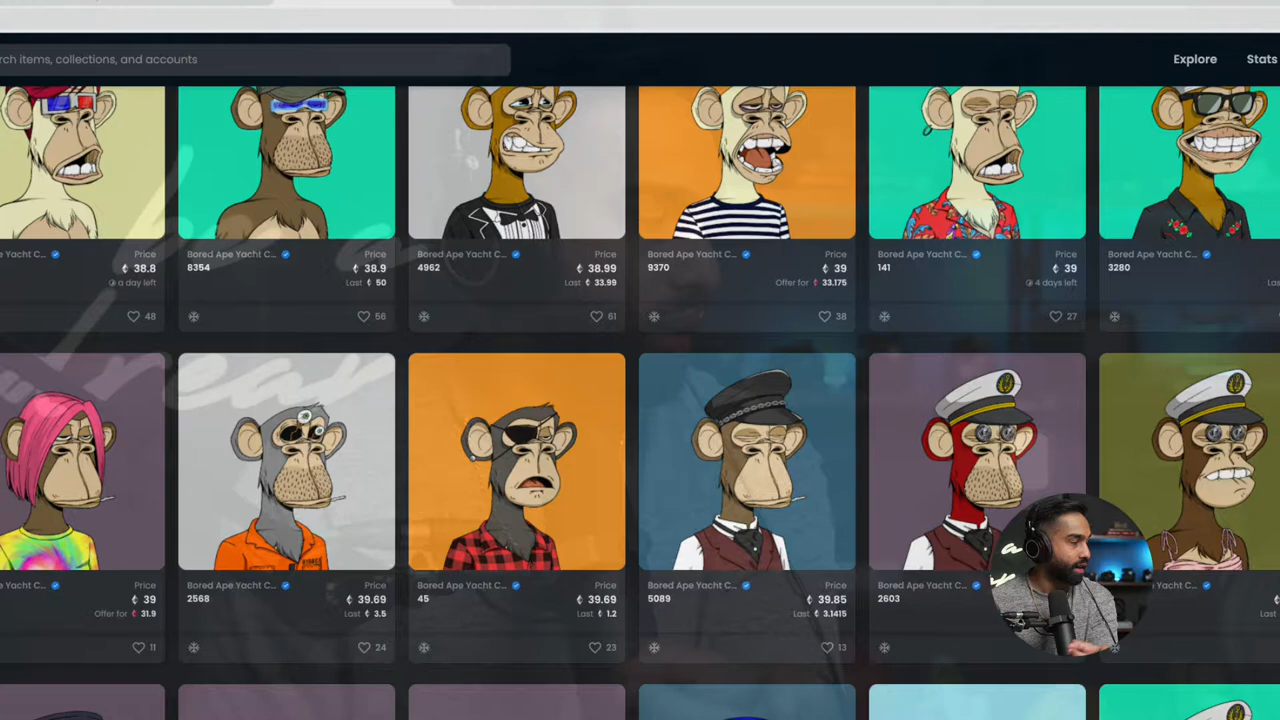 rch items, collections, and accounts
Explore
Stats
e Yacht C... Price
38.8
a day left
48
Bored Ape Yacht C... Price
8354 38.9
Last 50
56
Bored Ape Yacht C... Price
4962 38.99
Last 33.99
61
Bored Ape Yacht C... Price
9370 39
Offer for 33.175
38
Bored Ape Yacht C... Price
141 39
4 days left
27
Bored Ape Yacht C...
3280
Las
e Yacht C... Price
39
Offer for 31.9
11
Bored Ape Yacht C... Price
2568 39.69
Last 3.5
24
Bored Ape Yacht C... Price
45 39.69
Last 1.2
23
Bored Ape Yacht C... Price
5089 39.85
Last 3.1415
13
Bored Ape Yacht C...
2603
Yacht C...
Last